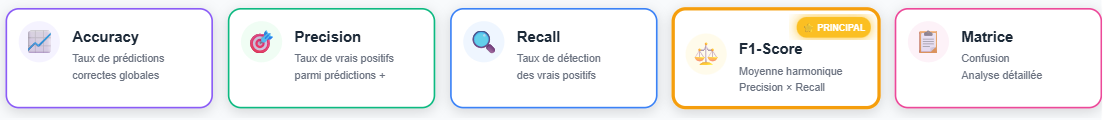 Accuracy
Taux de prédictions
correctes globales
Precision
Taux de vrais positifs
parmi prédictions +
Recall
Taux de détection
des vrais positifs
PRINCIPAL
F1-Score
Moyenne harmonique
Precision × Recall
Matrice
Confusion
Analyse détaillée